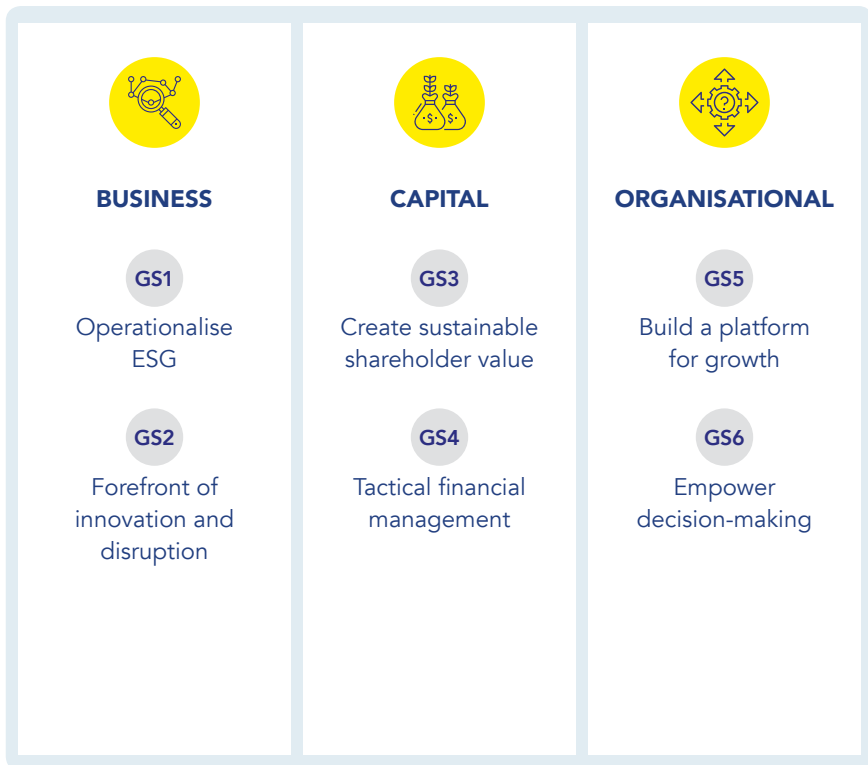 BUSINESS
GS1
Operationalise
ESG
GS2
Forefront of
innovation and
disruption
CAPITAL
$
$
GS3
Create sustainable
shareholder value
GS4
Tactical financial
management
ORGANISATIONAL
?
GS5
Build a platform
for growth
GS6
Empower
decision-making